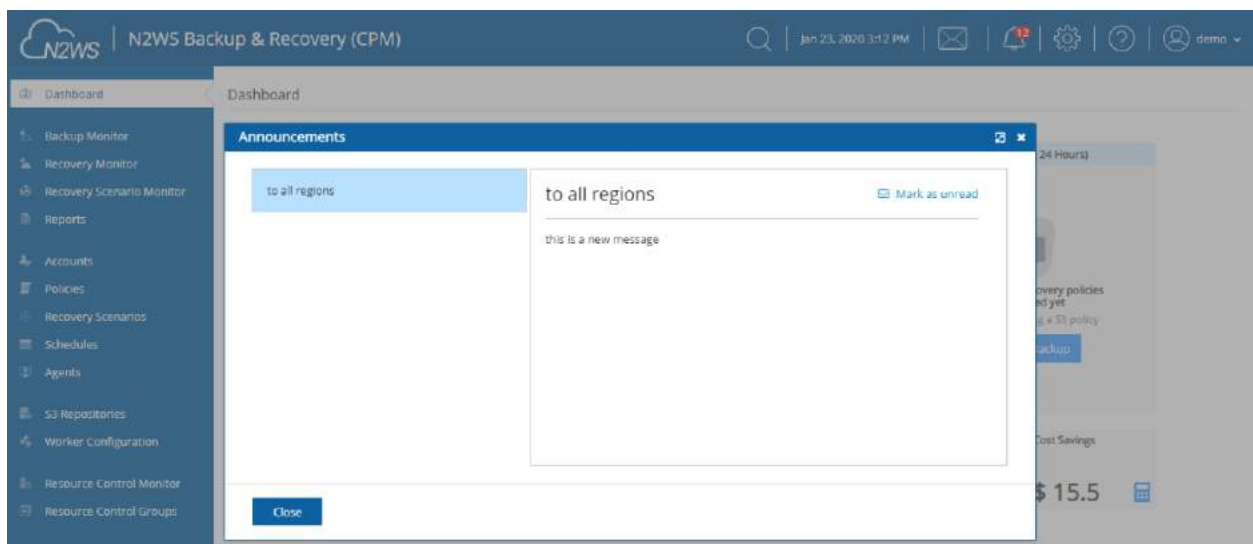 N2WS
N2WS Backup & Recovery (CPM)
Jan 23, 2020 3:12 PM
12
demo
Dashboard
Backup Monitor
Recovery Monitor
Recovery Scenario Monitor
Reports
Accounts
Policies
Recovery Scenarios
Schedules
Agents
S3 Repositories
Worker Configuration
Resource Control Monitor
Resource Control Groups
Dashboard
Announcements
to all regions
to all regions
Mark as unread
this is a new message
Close
24 Hours)
overy policies
ed yet
a S3 policy
ackup
Cost Savings
$ 15.5